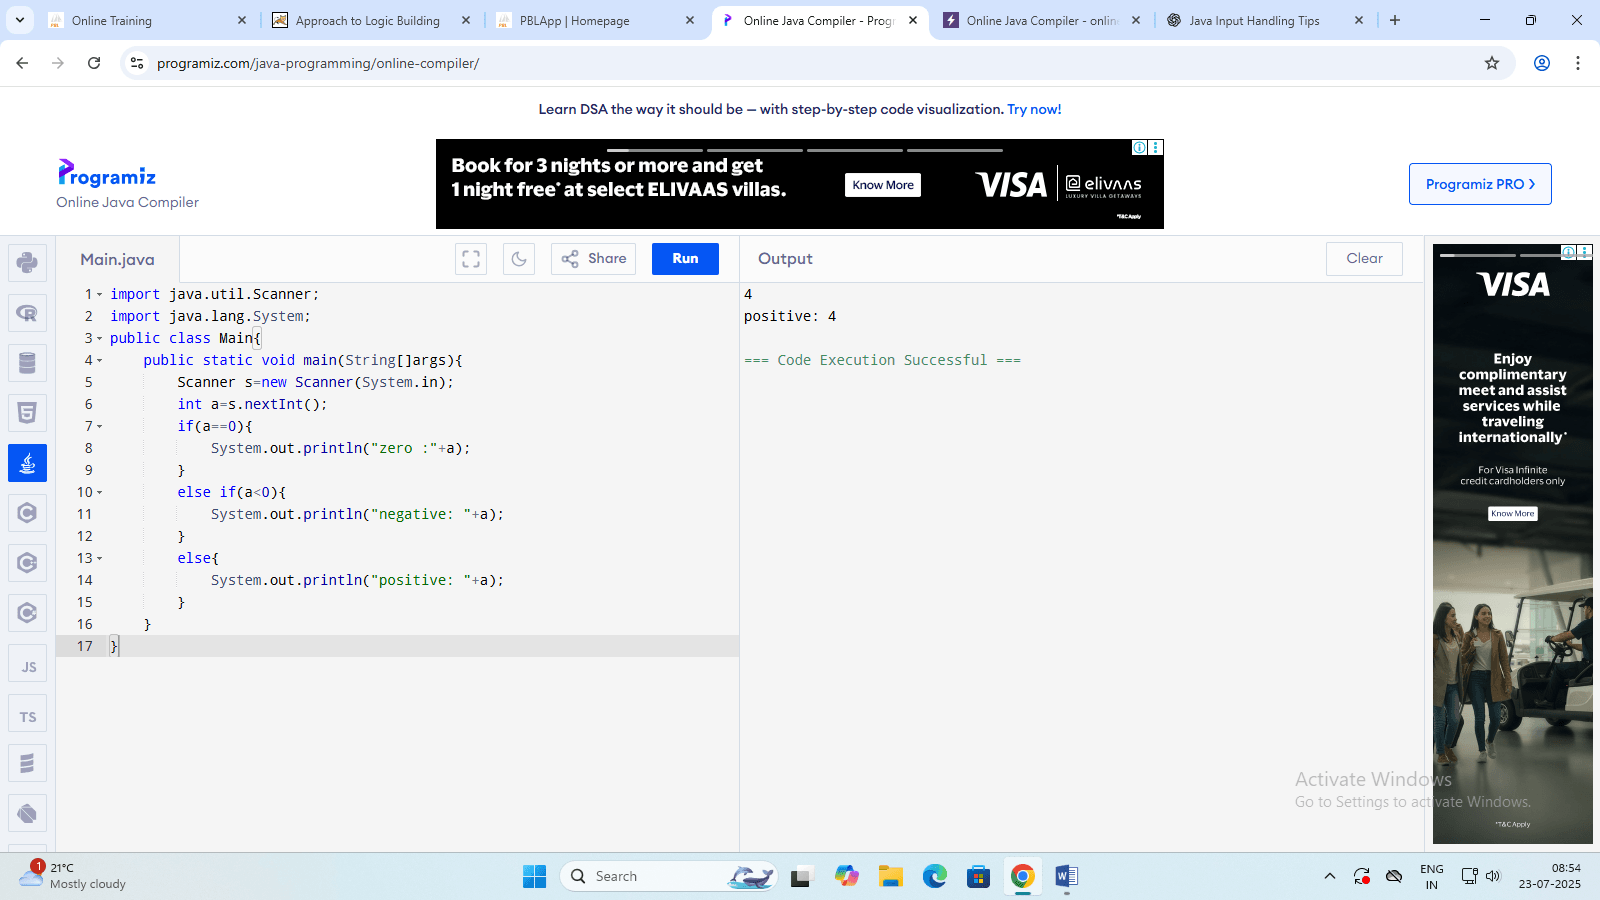 Online Training
Approach to Logic Building
PBLApp | Homepage
Online Java Compiler - Prog
Online Java Compiler - onlin
Java Input Handling Tips
programiz.com/java-programming/online-compiler/
Learn DSA the way it should be — with step-by-step code visualization. Try now!
Programiz
Online Java Compiler
Book for 3 nights or more and get
1 night free* at select ELIVAAS villas.
Know More
VISA
elivaas
LUXURY VILLA GETAWAYS
*T&C Apply
Programiz PRO
Main.java
Share
Run
Output
Clear
1 import java.util.Scanner;
2 import java.lang.System;
3 public class Main{
4 public static void main(String[]args){
5 Scanner s=new Scanner(System.in);
6 int a=s.nextInt();
7 if(a==0){
8 System.out.println("zero :"+a);
9 }
10 else if(a<0){
11 System.out.println("negative: "+a);
12 }
13 else{
14 System.out.println("positive: "+a);
15 }
16 }
17 }
4
positive: 4
=== Code Execution Successful ===
JS
TS
VISA
Enjoy
complimentary
meet and assist
services while
traveling
internationally*
For Visa Infinite
credit cardholders only
Know More
*T&C Apply
Activate Windows
Go to Settings to activate Windows.
1
21°C
Mostly cloudy
Search
ENG
IN
08:54
23-07-2025